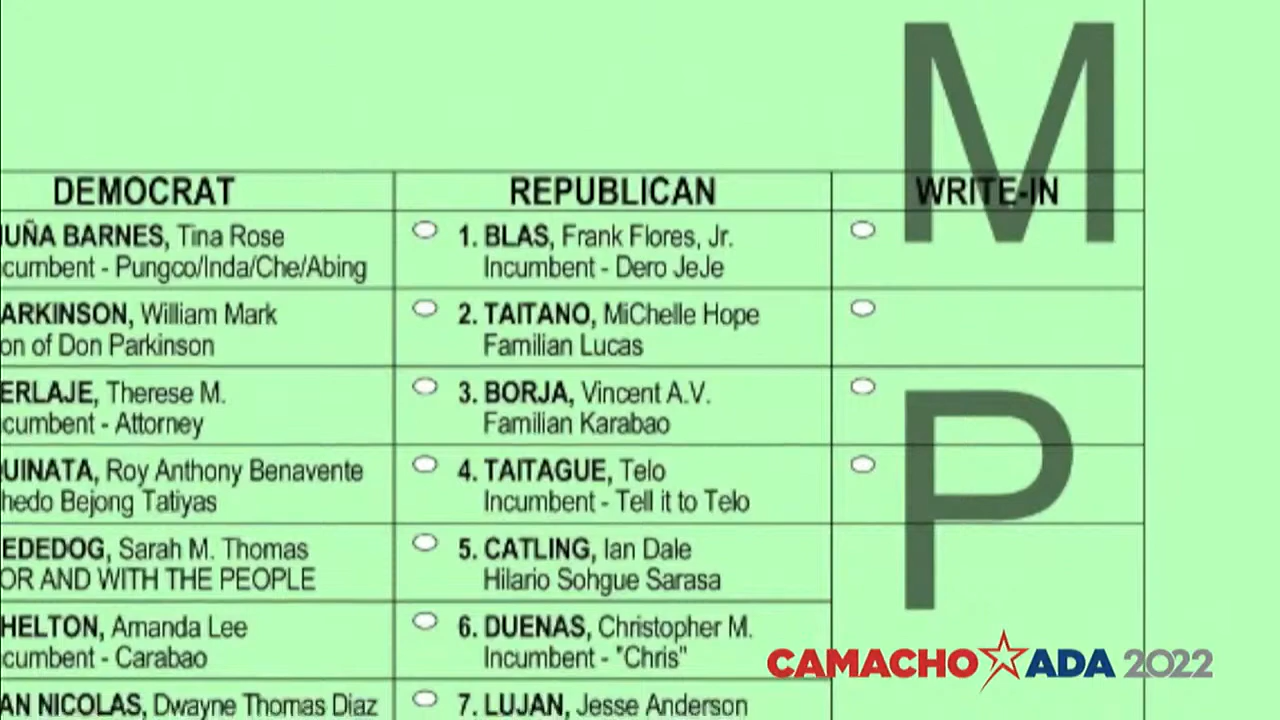 M
DEMOCRAT
REPUBLICAN
WRITE-IN
UÑA BARNES, Tina Rose
cumbent - Pungco/Inda/Che/Abing
1. BLAS, Frank Flores, Jr.
Incumbent - Dero JeJe
ARKINSON, William Mark
on of Don Parkinson
2. TAITANO, MiChelle Hope
Familian Lucas
ERLAJE, Therese M.
cumbent - Attorney
3. BORJA, Vincent A.V.
Familian Karabao
P
UINATA, Roy Anthony Benavente
hedo Bejong Tatiyas
4. TAITAGUE, Telo
Incumbent - Tell it to Telo
EDEDOG, Sarah M. Thomas
OR AND WITH THE PEOPLE
5. CATLING, Ian Dale
Hilario Sohgue Sarasa
HELTON, Amanda Lee
cumbent - Carabao
6. DUENAS, Christopher M.
Incumbent - "Chris"
AN NICOLAS, Dwayne Thomas Diaz
7. LUJAN, Jesse Anderson
CAMACHO ADA 2022